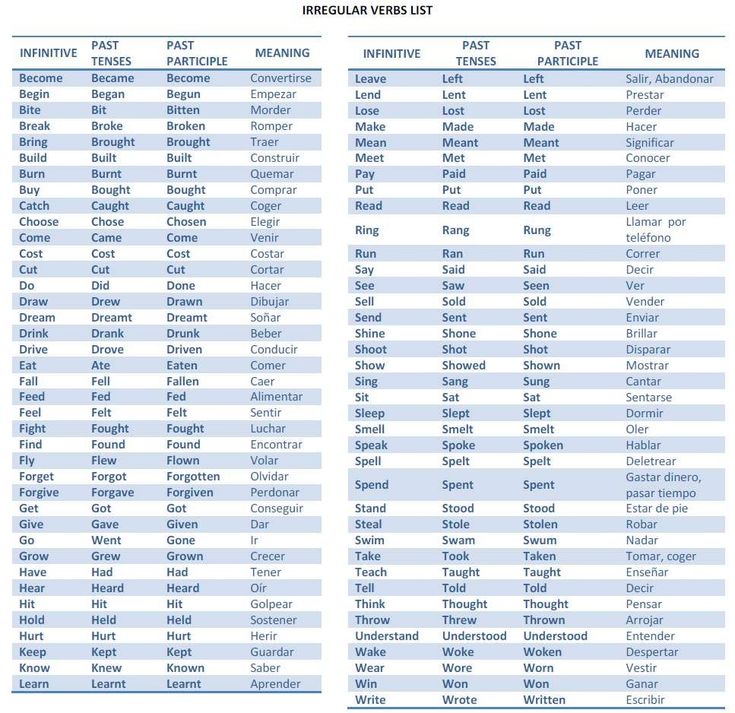 IRREGULAR VERBS LIST
INFINITIVE PAST TENSES PAST PARTICIPLE MEANING
Become Became Become Convertirse
Begin Began Begun Empezar
Bite Bit Bitten Morder
Break Broke Broken Romper
Bring Brought Brought Traer
Build Built Built Construir
Burn Burnt Burnt Quemar
Buy Bought Bought Comprar
Catch Caught Caught Coger
Choose Chose Chosen Elegir
Come Came Come Venir
Cost Cost Cost Costar
Cut Cut Cut Cortar
Do Did Done Hacer
Draw Drew Drawn Dibujar
Dream Dreamt Dreamt Soñar
Drink Drank Drunk Beber
Drive Drove Driven Conducir
Eat Ate Eaten Comer
Fall Fell Fallen Caer
Feed Fed Fed Alimentar
Feel Felt Felt Sentir
Fight Fought Fought Luchar
Find Found Found Encontrar
Fly Flew Flown Volar
Forget Forgot Forgotten Olvidar
Forgive Forgave Forgiven Perdonar
Get Got Got Conseguir
Give Gave Given Dar
Go Went Gone Ir
Grow Grew Grown Crecer
Have Had Had Tener
Hear Heard Heard Oír
Hit Hit Hit Golpear
Hold Held Held Sostener
Hurt Hurt Hurt Herir
Keep Kept Kept Guardar
Know Knew Known Saber
Learn Learnt Learnt Aprender
INFINITIVE PAST TENSES PAST PARTICIPLE MEANING
Leave Left Left Salir, Abandonar
Lend Lent Lent Prestar
Lose Lost Lost Perder
Make Made Made Hacer
Mean Meant Meant Significar
Meet Met Met Conocer
Pay Paid Paid Pagar
Put Put Put Poner
Read Read Read Leer
Ring Rang Rung Llamar por teléfono
Run Ran Run Correr
Say Said Said Decir
See Saw Seen Ver
Sell Sold Sold Vender
Send Sent Sent Enviar
Shine Shone Shone Brillar
Shoot Shot Shot Disparar
Show Showed Shown Mostrar
Sing Sang Sung Cantar
Sit Sat Sat Sentarse
Sleep Slept Slept Dormir
Smell Smelt Smelt Oler
Speak Spoke Spoken Hablar
Spell Spelt Spelt Deletrear
Spend Spent Spent Gastar dinero, pasar tiempo
Stand Stood Stood Estar de pie
Steal Stole Stolen Robar
Swim Swam Swum Nadar
Take Took Taken Tomar, coger
Teach Taught Taught Enseñar
Tell Told Told Decir
Think Thought Thought Pensar
Throw Threw Thrown Arrojar
Understand Understood Understood Entender
Wake Woke Woken Despertar
Wear Wore Worn Vestir
Win Won Won Ganar
Write Wrote Written Escribir